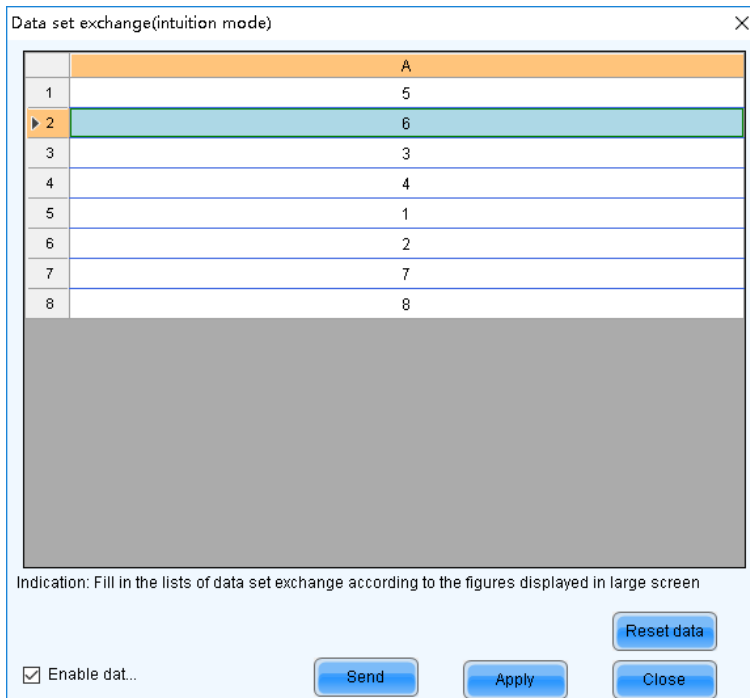 Data set exchange(intuition mode)
A
1 5
2 6
3 3
4 4
5 1
6 2
7 7
8 8
Indication: Fill in the lists of data set exchange according to the figures displayed in large screen
Reset data
Enable dat... Send Apply Close